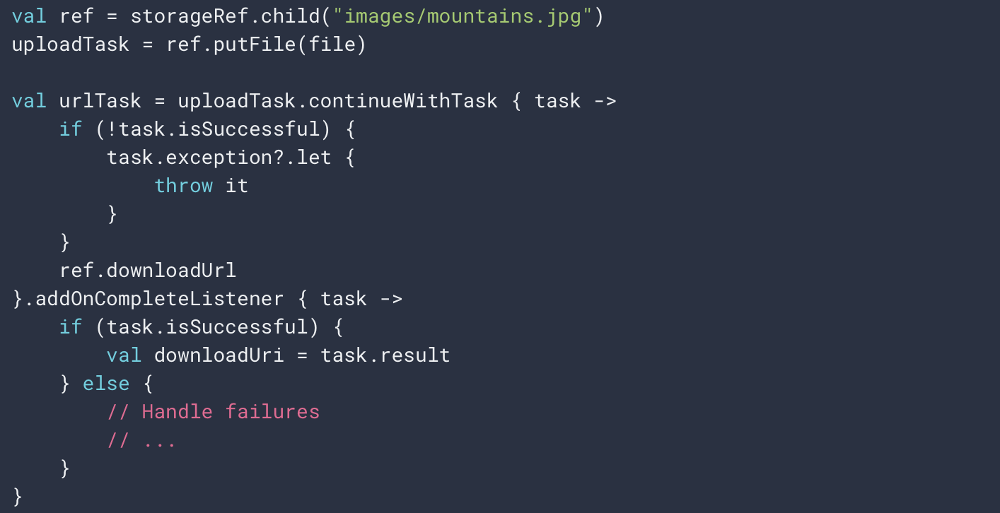 val ref = storageRef.child("images/mountains.jpg")
uploadTask = ref.putFile(file)

val urlTask = uploadTask.continueWithTask { task ->
    if (!task.isSuccessful) {
        task.exception?.let {
            throw it
        }
    }
    ref.downloadUrl
}.addOnCompleteListener { task ->
    if (task.isSuccessful) {
        val downloadUri = task.result
    } else {
        // Handle failures
        // ...
    }
}